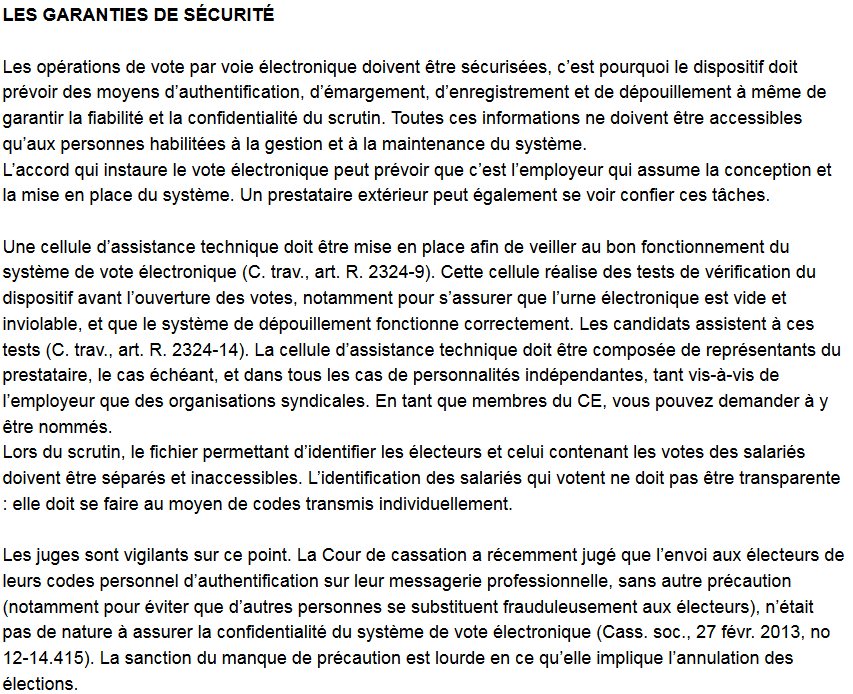 LES GARANTIES DE SÉCURITÉ
Les opérations de vote par voie électronique doivent être sécurisées, c’est pourquoi le dispositif doit
prévoir des moyens d’authentification, d’émargement, d’enregistrement et de dépouillement à même de
garantir la fiabilité et la confidentialité du scrutin. Toutes ces informations ne doivent être accessibles
qu’aux personnes habilitées à la gestion et à la maintenance du système.
L’accord qui instaure le vote électronique peut prévoir que c’est l’employeur qui assume la conception et
la mise en place du système. Un prestataire extérieur peut également se voir confier ces tâches.
Une cellule d’assistance technique doit être mise en place afin de veiller au bon fonctionnement du
système de vote électronique (C. trav., art. R. 2324-9). Cette cellule réalise des tests de vérification du
dispositif avant l’ouverture des votes, notamment pour s’assurer que l’urne électronique est vide et
inviolable, et que le système de dépouillement fonctionne correctement. Les candidats assistent à ces
tests (C. trav., art. R. 2324-14). La cellule d’assistance technique doit être composée de représentants du
prestataire, le cas échéant, et dans tous les cas de personnalités indépendantes, tant vis-à-vis de
l’employeur que des organisations syndicales. En tant que membres du CE, vous pouvez demander à y
être nommés.
Lors du scrutin, le fichier permettant d’identifier les électeurs et celui contenant les votes des salariés
doivent être séparés et inaccessibles. L’identification des salariés qui votent ne doit pas être transparente
: elle doit se faire au moyen de codes transmis individuellement.
Les juges sont vigilants sur ce point. La Cour de cassation a récemment jugé que l’envoi aux électeurs de
leurs codes personnel d’authentification sur leur messagerie professionnelle, sans autre précaution
(notamment pour éviter que d’autres personnes se substituent frauduleusement aux électeurs), n’était
pas de nature à assurer la confidentialité du système de vote électronique (Cass. soc., 27 févr. 2013, no
12-14.415). La sanction du manque de précaution est lourde en ce qu’elle implique l’annulation des
élections.